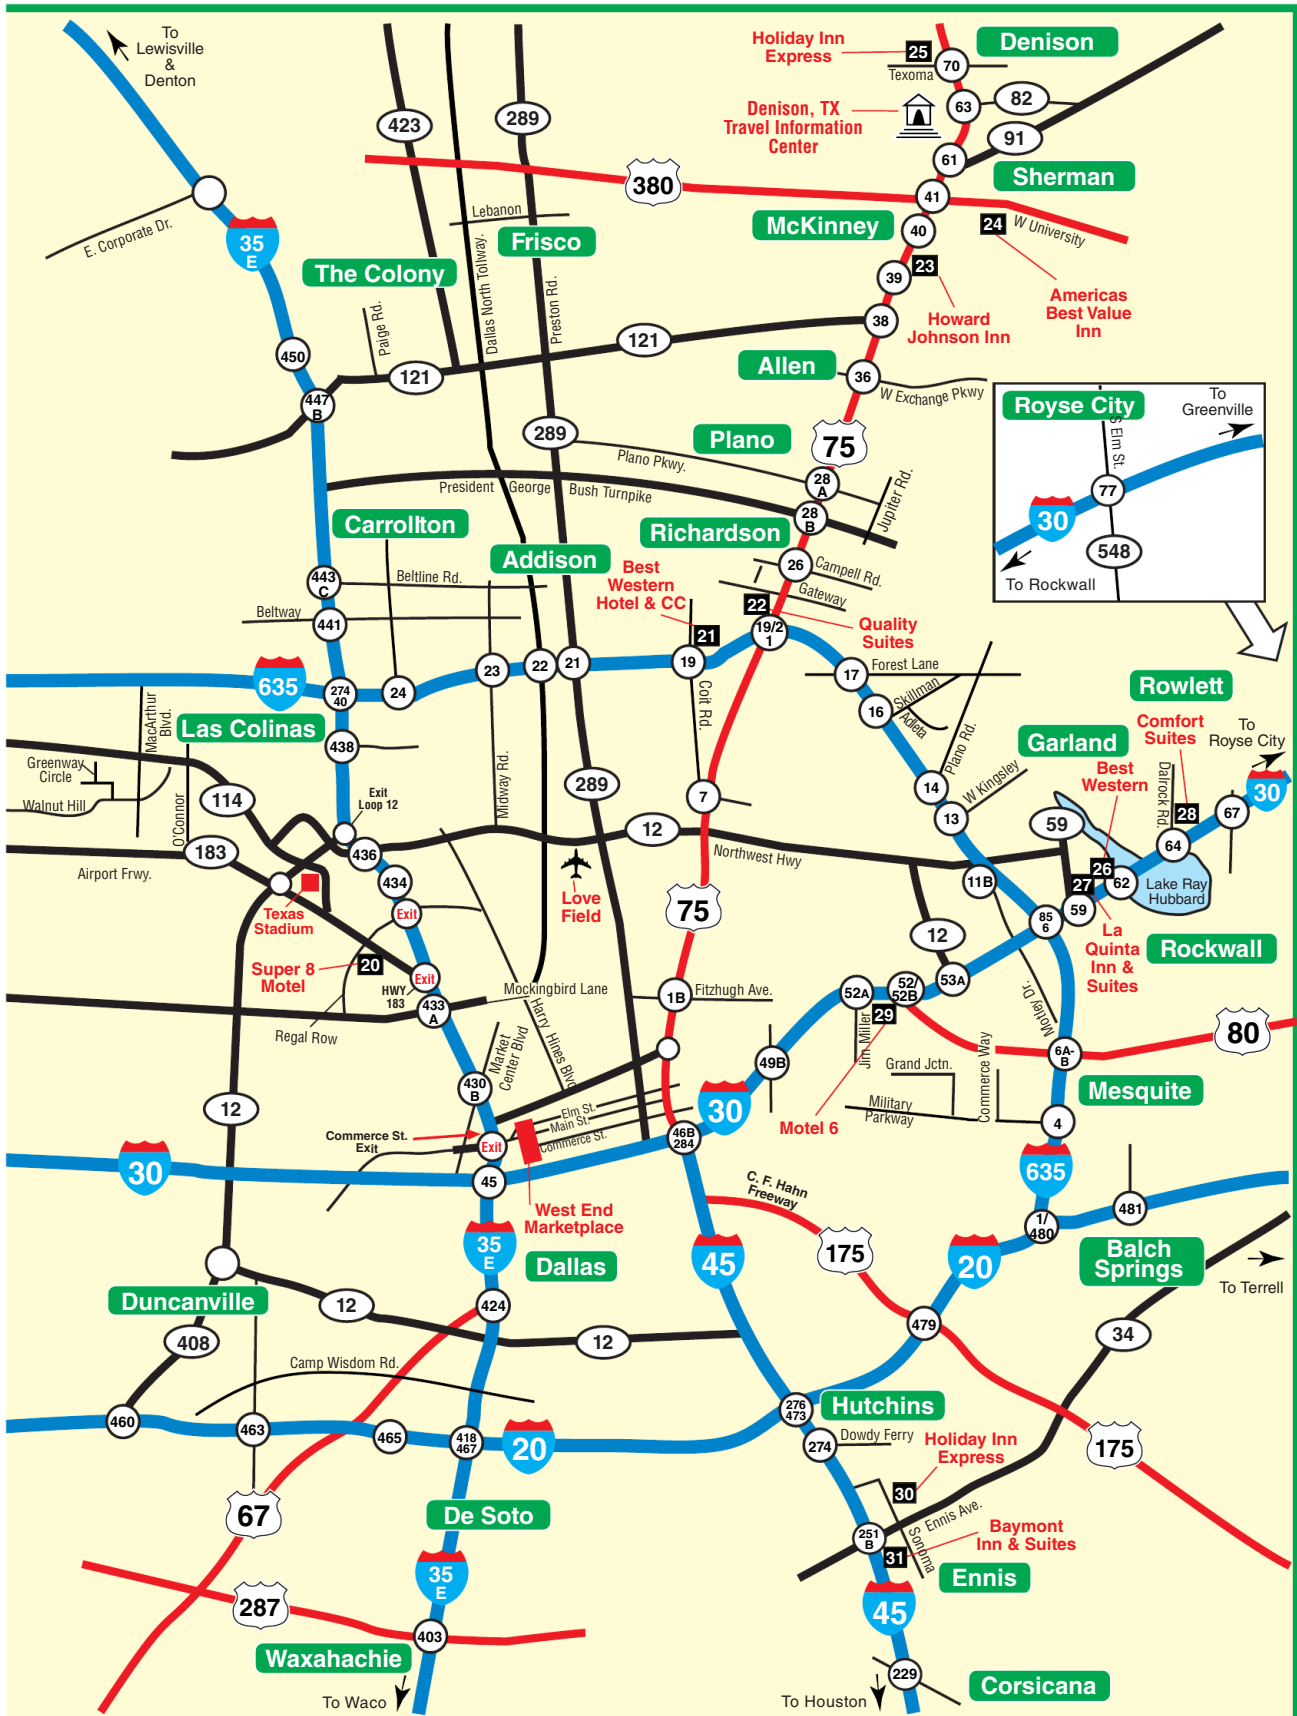 To
Lewisville
&
Denton
423
289
Holiday Inn
Express
25
Denison
70
Texoma
63
82
Denison, TX
Travel Information
Center
91
61
Sherman
380
41
McKinney
40
24
W University
E. Corporate Dr.
35
E
Lebanon
Frisco
The Colony
Dallas North Tollway.
Preston Rd.
Paige Rd.
39
23
Howard
Johnson Inn
Americas
Best Value
Inn
38
121
121
450
447
B
Allen
36
W Exchange Pkwy
Royse City
To
Greenville
S Elm St.
77
30
548
To Rockwall
289
Plano
75
Plano Pkwy.
28
A
Jupiter Rd.
President George Bush Turnpike
28
B
Carrollton
Richardson
Addison
26
Campell Rd.
Gateway
Best
Western
Hotel & CC
443
C
Beltline Rd.
Beltway
441
22
Quality
Suites
21
19/2
1
635
274
40
24
23
22
21
19
17
Forest Lane
16
Skillman
Adleta
Plano Rd.
Coit Rd.
MacArthur
Blvd.
Las Colinas
438
Midway Rd.
Rowlett
Comfort
Suites
To
Royse City
Garland
Best
Western
Dalrock Rd.
30
28
67
64
Greenway
Circle
Walnut Hill
O'Connor
114
Exit
Loop 12
289
7
14
W Kingsley
13
59
12
Northwest Hwy
183
Airport Frwy.
436
434
Love
Field
11B
26
27
62
59
Lake Ray
Hubbard
Texas
Stadium
Exit
75
85
6
12
La
Quinta
Inn &
Suites
Rockwall
Super 8
Motel
20
Exit
HWY
183
433
A
Mockingbird Lane
1B
Fitzhugh Ave.
52A
52/
52B
53A
29
Motley Dr.
80
Regal Row
Harry Hines Blvd
Market
Center Blvd
430
B
49B
Jim Miller
Grand Jctn.
Commerce Way
6A-
B
Mesquite
Military
Parkway
12
30
Motel 6
4
Elm St.
Main St.
Commerce St.
Commerce St.
Exit
Exit
46B
284
30
45
635
West End
Marketplace
C. F. Hahn
Freeway
1/
480
481
35
E
Dallas
45
175
20
Balch
Springs
To Terrell
Duncanville
12
424
408
12
479
34
Camp Wisdom Rd.
460
463
465
418
467
20
276
473
Hutchins
274
Dowdy Ferry
Holiday Inn
Express
175
67
De Soto
30
Ennis Ave.
Sonoma
251
B
31
Baymont
Inn & Suites
Ennis
35
E
287
45
403
Waxahachie
To Waco
229
To Houston
Corsicana